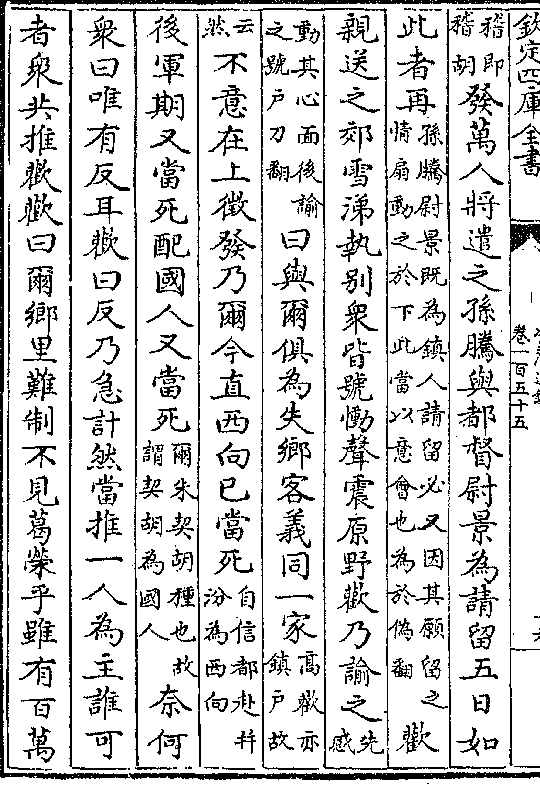 欽定四庫全書
卷一百五十五
稽即稽胡發萬人將遣之孫騰與都督尉景為請留五日如
此者再孫騰尉景既為鎮人請留必又因其願留之情扇動之於下此當以意會也為於偽翻歡
親送之郊雪涕執别衆皆號慟聲震原野歡乃諭之先感
動其心而後諭之號戶刀翻曰與爾俱為失鄉客義同一家高歡亦鎮戶故
云然不意在上徵發乃爾今直西向已當死自信都赴并汾為西向
後軍期又當死配國人又當死爾朱契胡種也故謂契胡為國人奈何
衆曰唯有反耳歡曰反乃急計然當推一人為主誰可
者衆共推歡歡曰爾鄉里難制不見葛榮乎雖有百萬